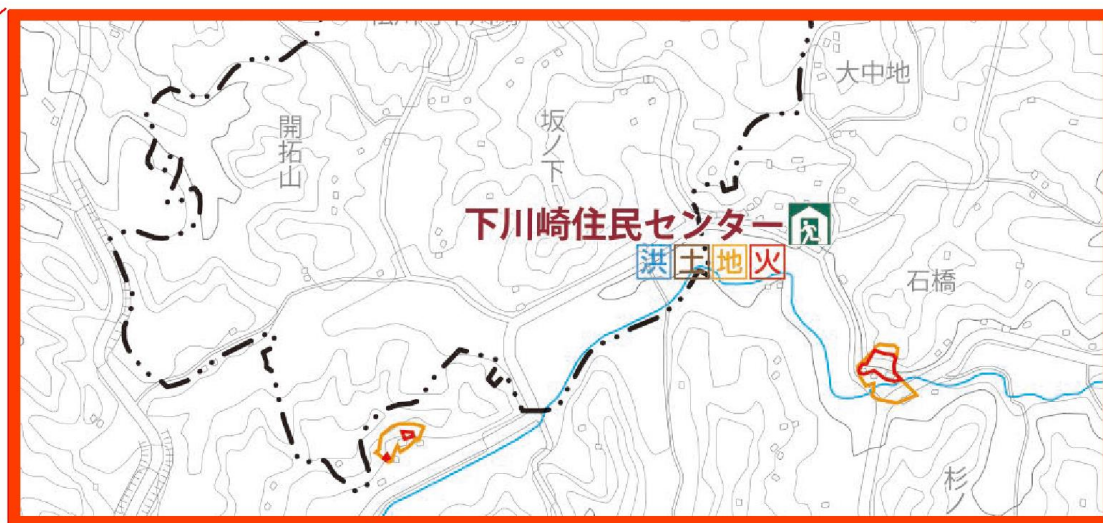 大中地
開拓山
坂ノ下
下川崎住民センター
洪 土 地 火
石橋
杉ノ